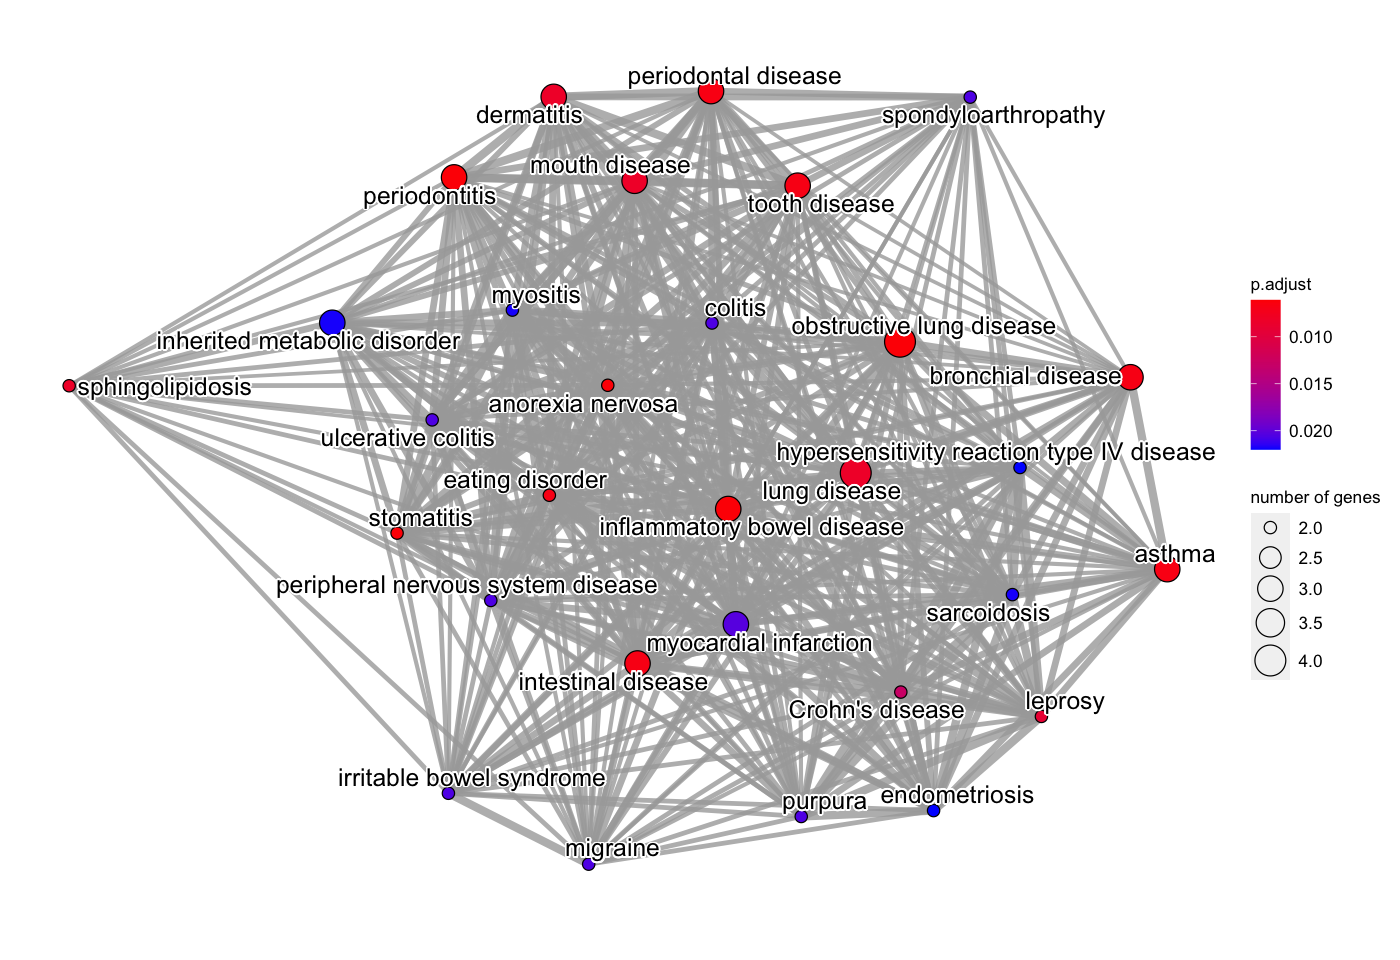 periodontal disease
dermatitis
spondyloarthropathy
mouth disease
periodontitis
tooth disease
myositis
colitis
obstructive lung disease
inherited metabolic disorder
bronchial disease
sphingolipidosis
anorexia nervosa
ulcerative colitis
hypersensitivity reaction type IV disease
eating disorder
lung disease
stomatitis
inflammatory bowel disease
asthma
peripheral nervous system disease
sarcoidosis
myocardial infarction
intestinal disease
leprosy
Crohn's disease
irritable bowel syndrome
purpura
endometriosis
migraine
p.adjust
0.010
0.015
0.020
number of genes
2.0
2.5
3.0
3.5
4.0